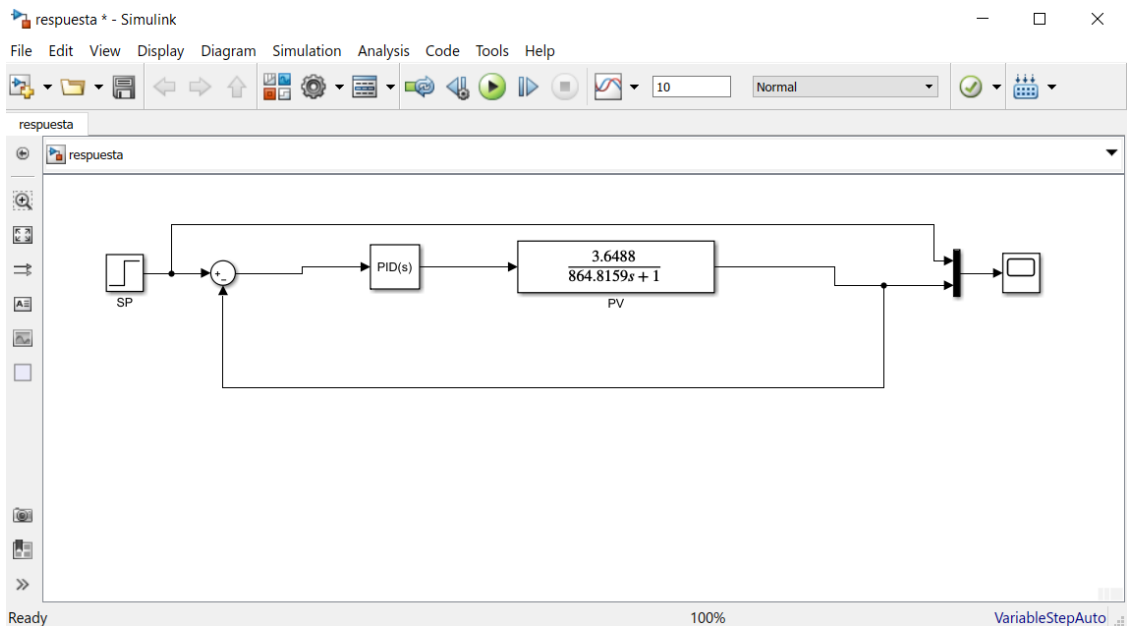 respuesta * - Simulink
File Edit View Display Diagram Simulation Analysis Code Tools Help
10 Normal
respuesta
respuesta
3.6488
PID(s)
864.8159s + 1
SP
PV
Ready 100% VariableStepAuto